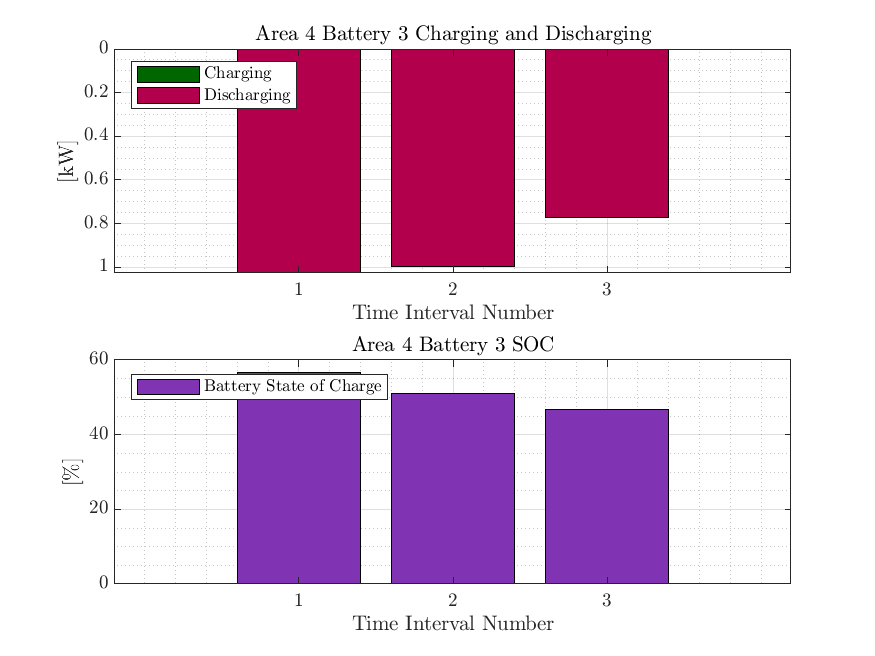 Area 4 Battery 3 Charging and Discharging
0
0.2
0.4
0.6
0.8
1
[kW]
Charging
Discharging
1 2 3
Time Interval Number
Area 4 Battery 3 SOC
60
40
20
0
[%]
Battery State of Charge
1 2 3
Time Interval Number